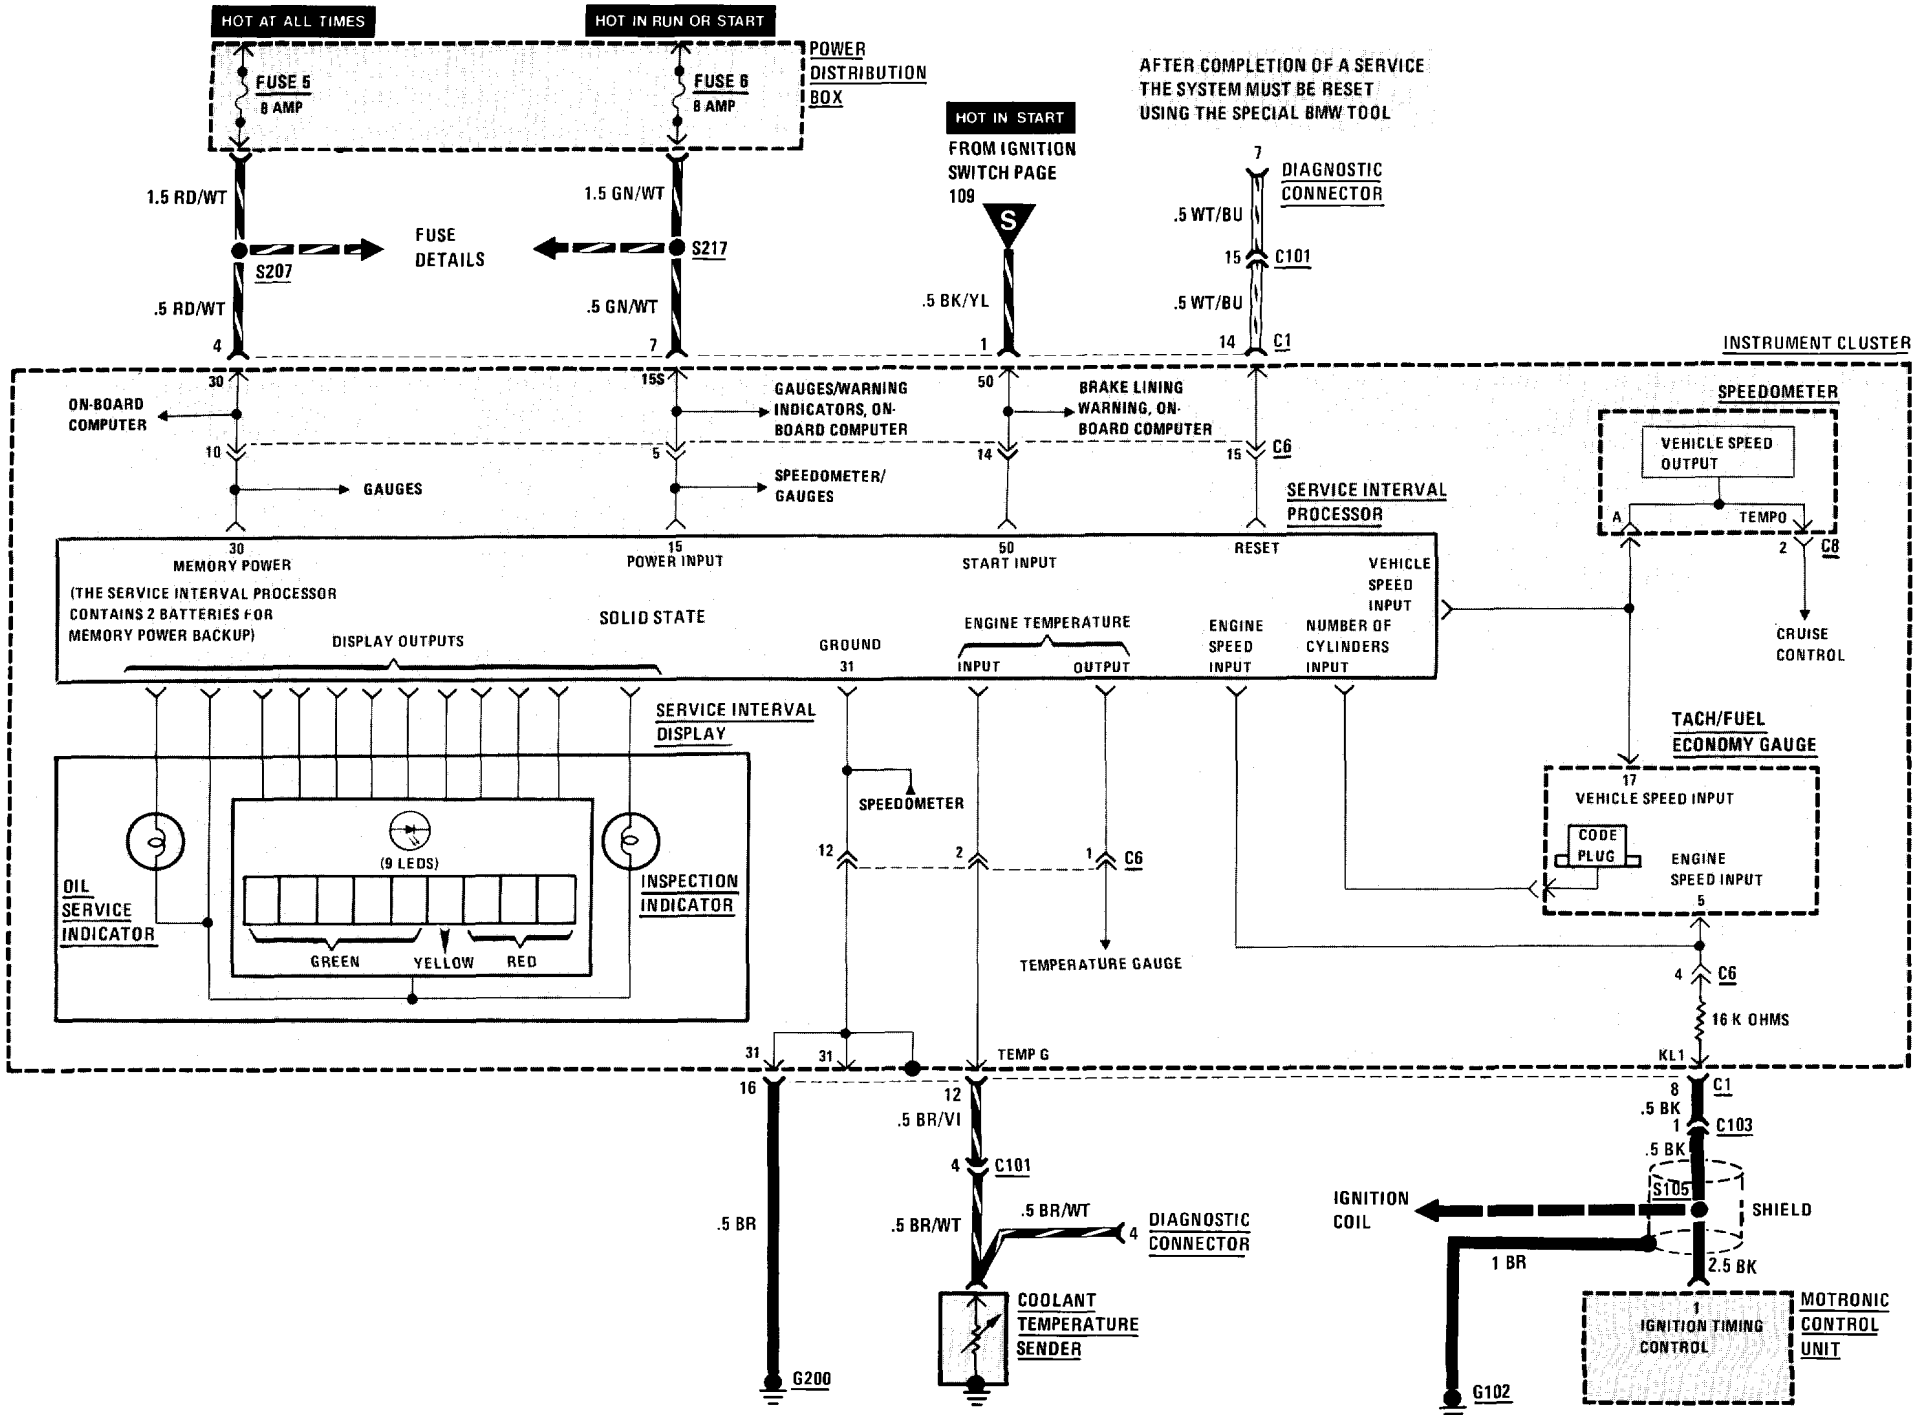 HOT AT ALL TIMES
HOT IN RUN OR START
POWER
DISTRIBUTION
BOX
FUSE 5
8 AMP
FUSE 6
8 AMP
AFTER COMPLETION OF A SERVICE
THE SYSTEM MUST BE RESET
USING THE SPECIAL BMW TOOL
HOT IN START
FROM IGNITION
SWITCH PAGE
109
S
7
DIAGNOSTIC
CONNECTOR
1.5 RD/WT
1.5 GN/WT
.5 WT/BU
FUSE
DETAILS
S207
S217
15
C101
.5 RD/WT
.5 GN/WT
.5 BK/YL
.5 WT/BU
4
7
1
14
C1
INSTRUMENT CLUSTER
30
15S
50
ON-BOARD
COMPUTER
GAUGES/WARNING
INDICATORS, ON-
BOARD COMPUTER
BRAKE LINING
WARNING, ON-
BOARD COMPUTER
SPEEDOMETER
VEHICLE SPEED
OUTPUT
10
5
14
15
C6
GAUGES
SPEEDOMETER/
GAUGES
SERVICE INTERVAL
PROCESSOR
A
TEMPO
2
C8
CRUISE
CONTROL
30
MEMORY POWER
15
POWER INPUT
50
START INPUT
RESET
VEHICLE
SPEED
INPUT
(THE SERVICE INTERVAL PROCESSOR
CONTAINS 2 BATTERIES FOR
MEMORY POWER BACKUP)
SOLID STATE
DISPLAY OUTPUTS
GROUND
31
ENGINE TEMPERATURE
INPUT
OUTPUT
ENGINE
SPEED
INPUT
NUMBER OF
CYLINDERS
INPUT
SERVICE INTERVAL
DISPLAY
TACH/FUEL
ECONOMY GAUGE
17
VEHICLE SPEED INPUT
CODE
PLUG
ENGINE
SPEED INPUT
5
SPEEDOMETER
(9 LEDS)
12
2
1
C6
OIL
SERVICE
INDICATOR
INSPECTION
INDICATOR
GREEN
YELLOW
RED
TEMPERATURE GAUGE
4
C6
16 K OHMS
31
31
TEMP G
KL1
16
12
8
C1
.5 BR/VI
.5 BK
1
C103
4
C101
.5 BK
.5 BR
.5 BR/WT
.5 BR/WT
4
DIAGNOSTIC
CONNECTOR
IGNITION
COIL
S105
SHIELD
1 BR
2.5 BK
COOLANT
TEMPERATURE
SENDER
1
IGNITION TIMING
CONTROL
MOTRONIC
CONTROL
UNIT
G200
G102